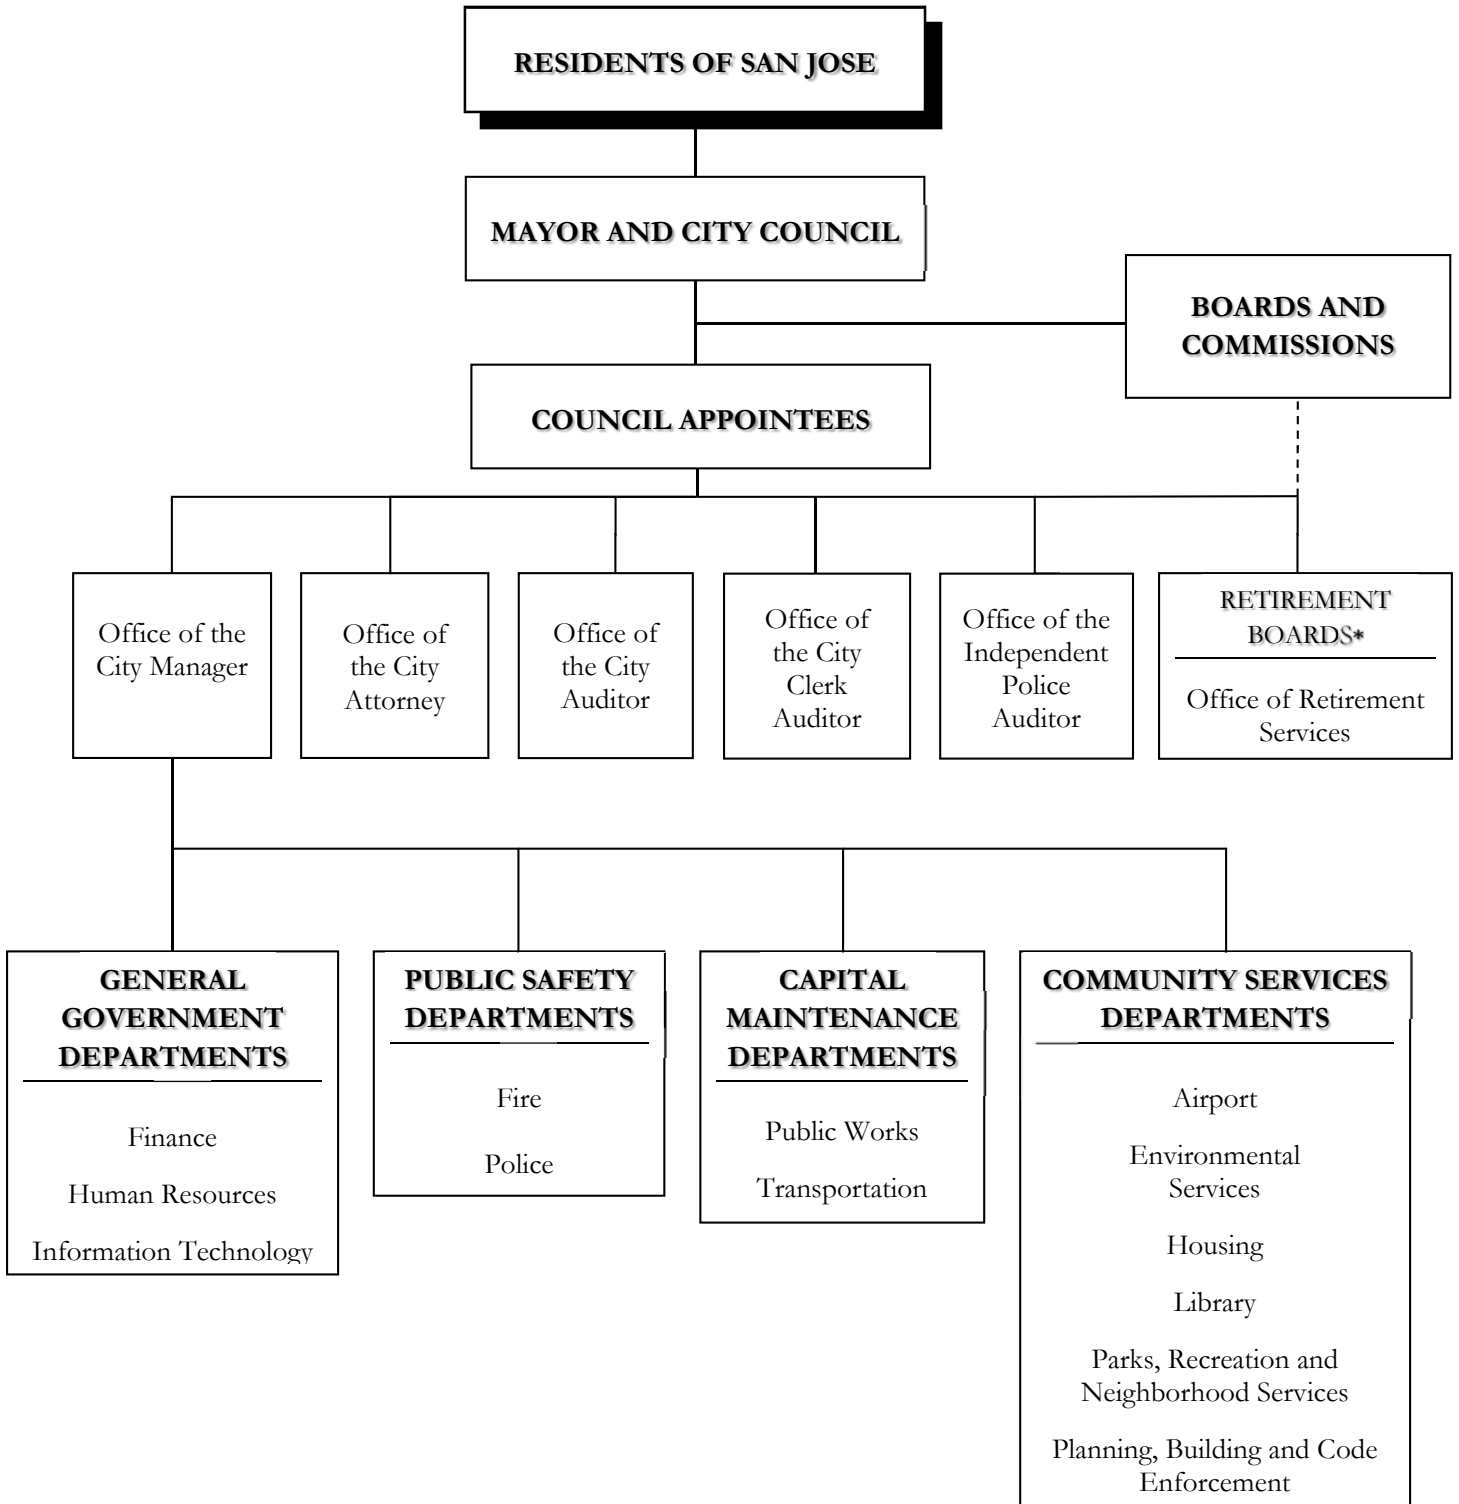 RESIDENTS OF SAN JOSE
MAYOR AND CITY COUNCIL
BOARDS AND
COMMISSIONS
COUNCIL APPOINTEES
Office of the
City Manager
Office of
the City
Attorney
Office of
the City
Auditor
Office of
the City
Clerk
Auditor
Office of the
Independent
Police
Auditor
RETIREMENT
BOARDS*
Office of Retirement
Services
GENERAL
GOVERNMENT
DEPARTMENTS
Finance
Human Resources
Information Technology
PUBLIC SAFETY
DEPARTMENTS
Fire
Police
CAPITAL
MAINTENANCE
DEPARTMENTS
Public Works
Transportation
COMMUNITY SERVICES
DEPARTMENTS
Airport
Environmental
Services
Housing
Library
Parks, Recreation and
Neighborhood Services
Planning, Building and Code
Enforcement